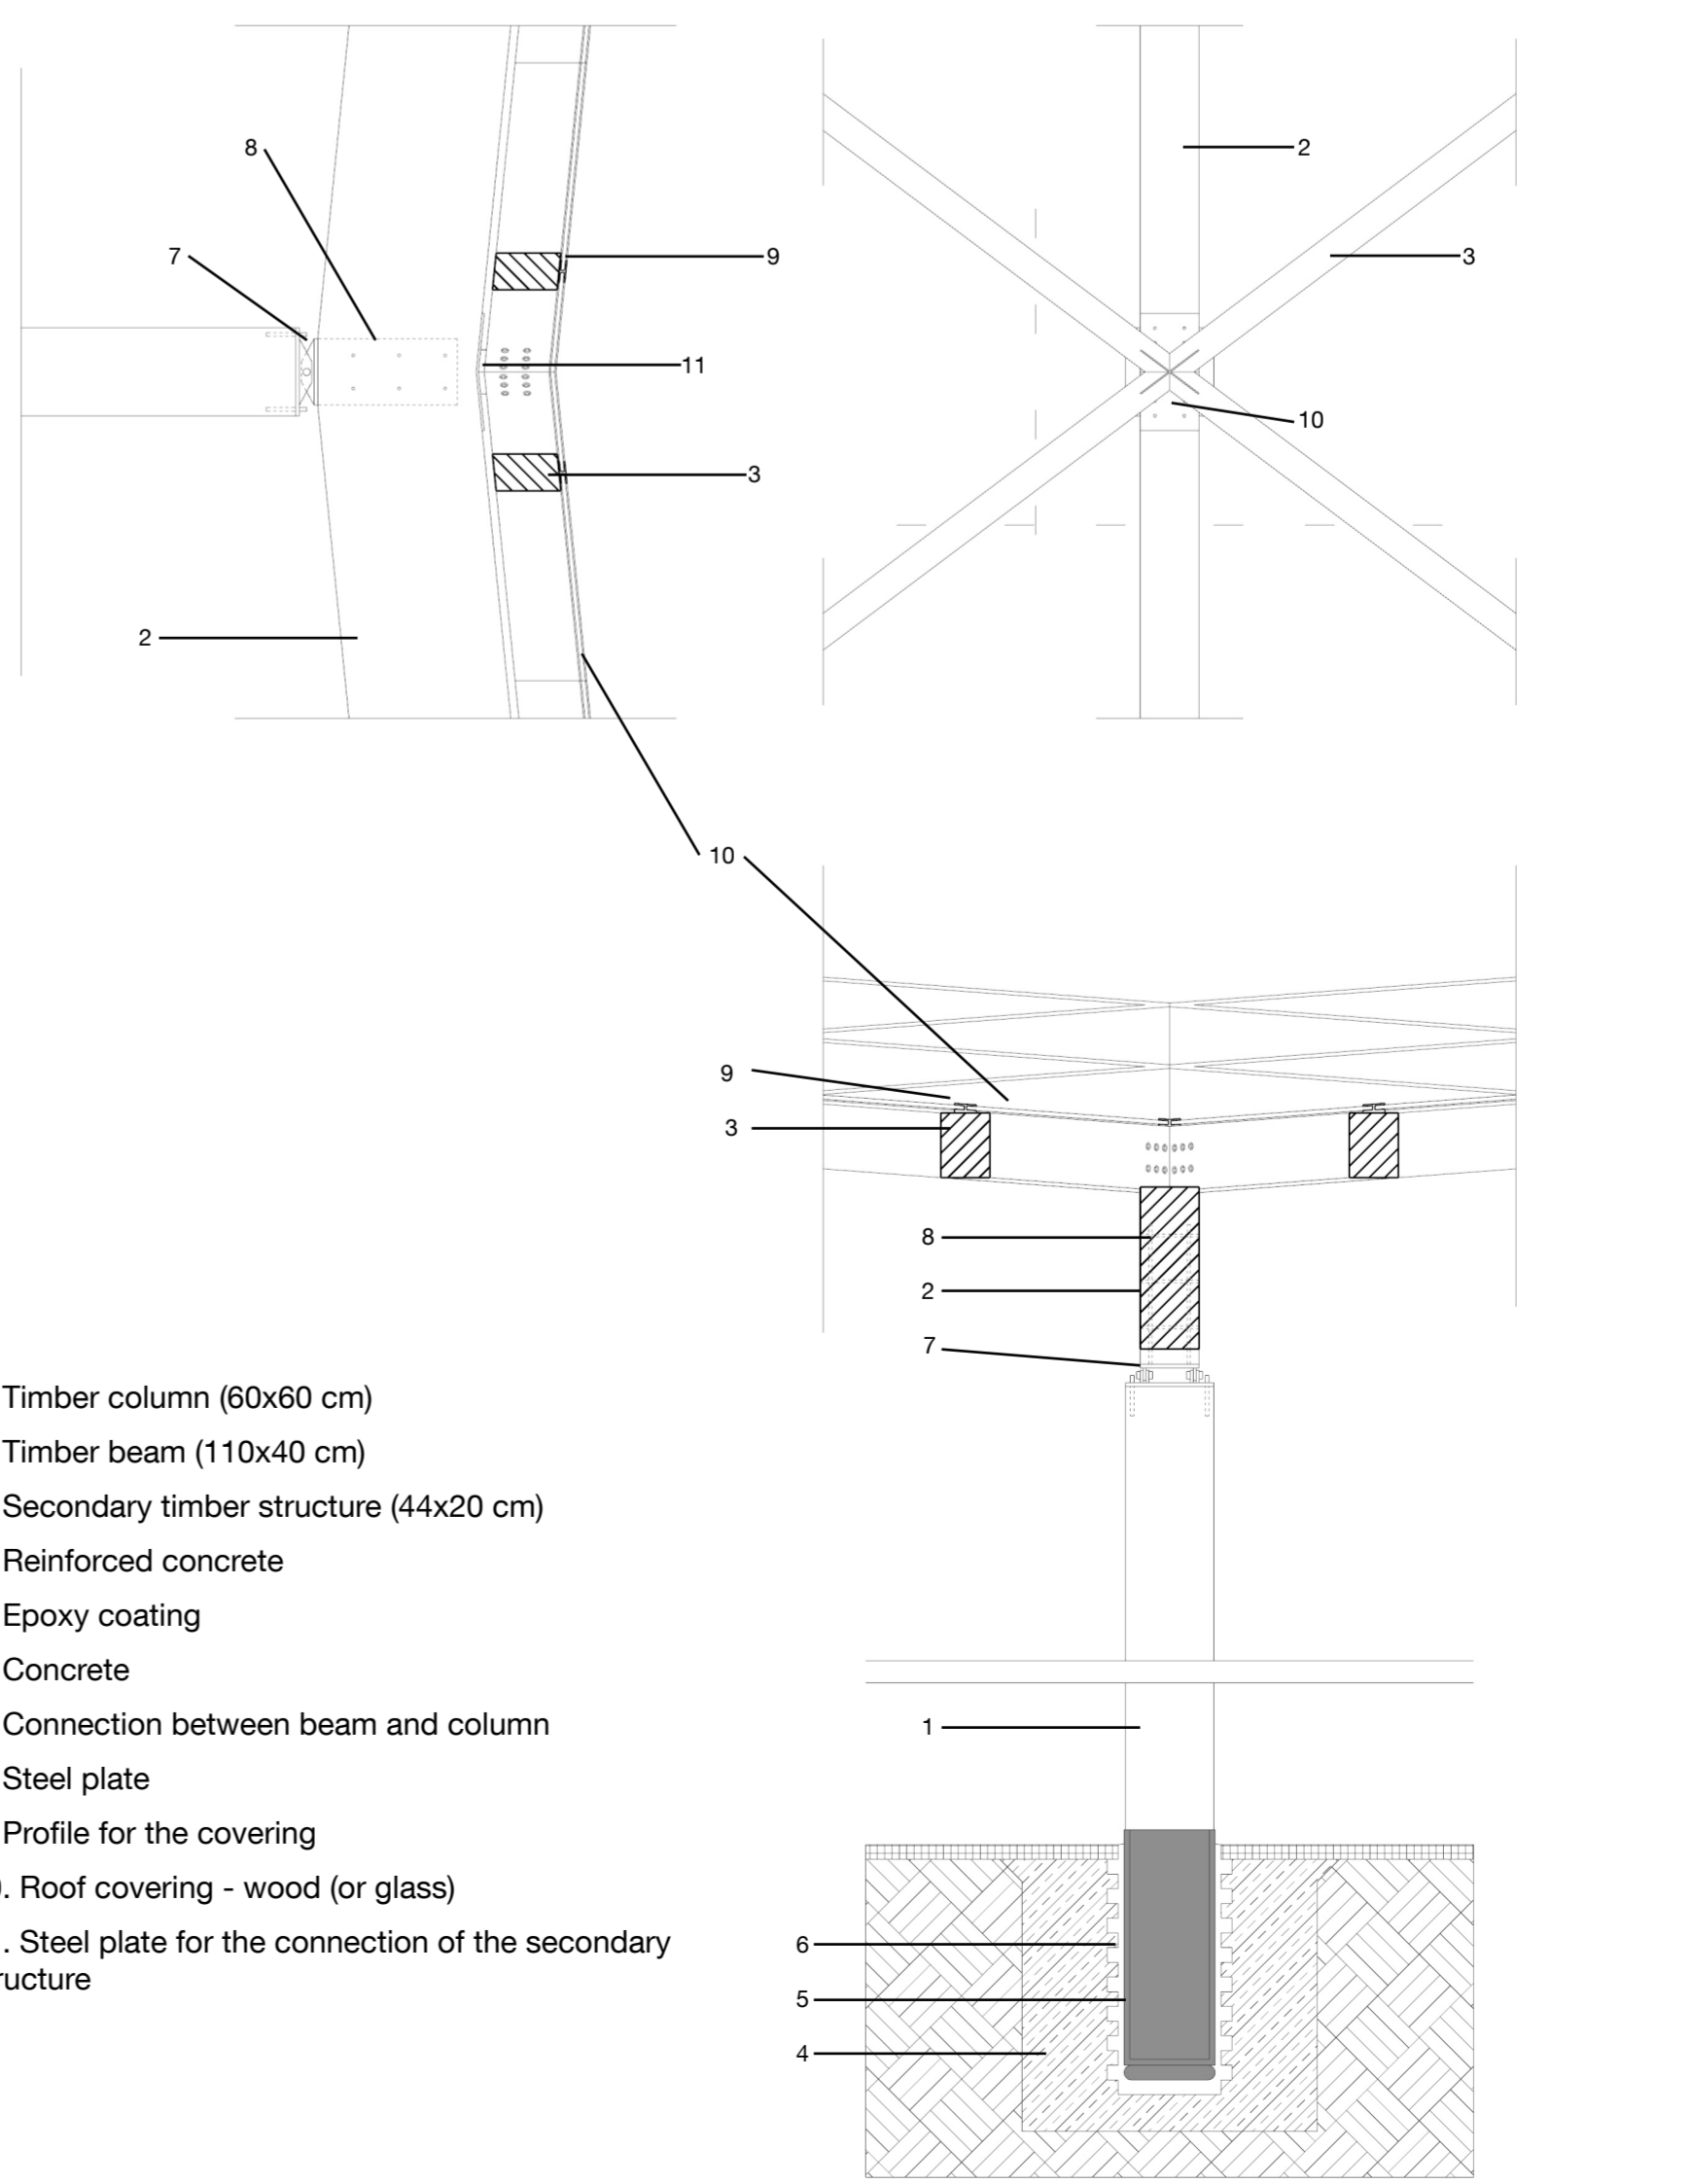 8
2
7
9
3
11
10
3
2
10
9
3
8
2
7
Timber column (60x60 cm)
Timber beam (110x40 cm)
Secondary timber structure (44x20 cm)
Reinforced concrete
Epoxy coating
Concrete
Connection between beam and column
Steel plate
Profile for the covering
. Roof covering - wood (or glass)
. Steel plate for the connection of the secondary
ructure
1
6
5
4